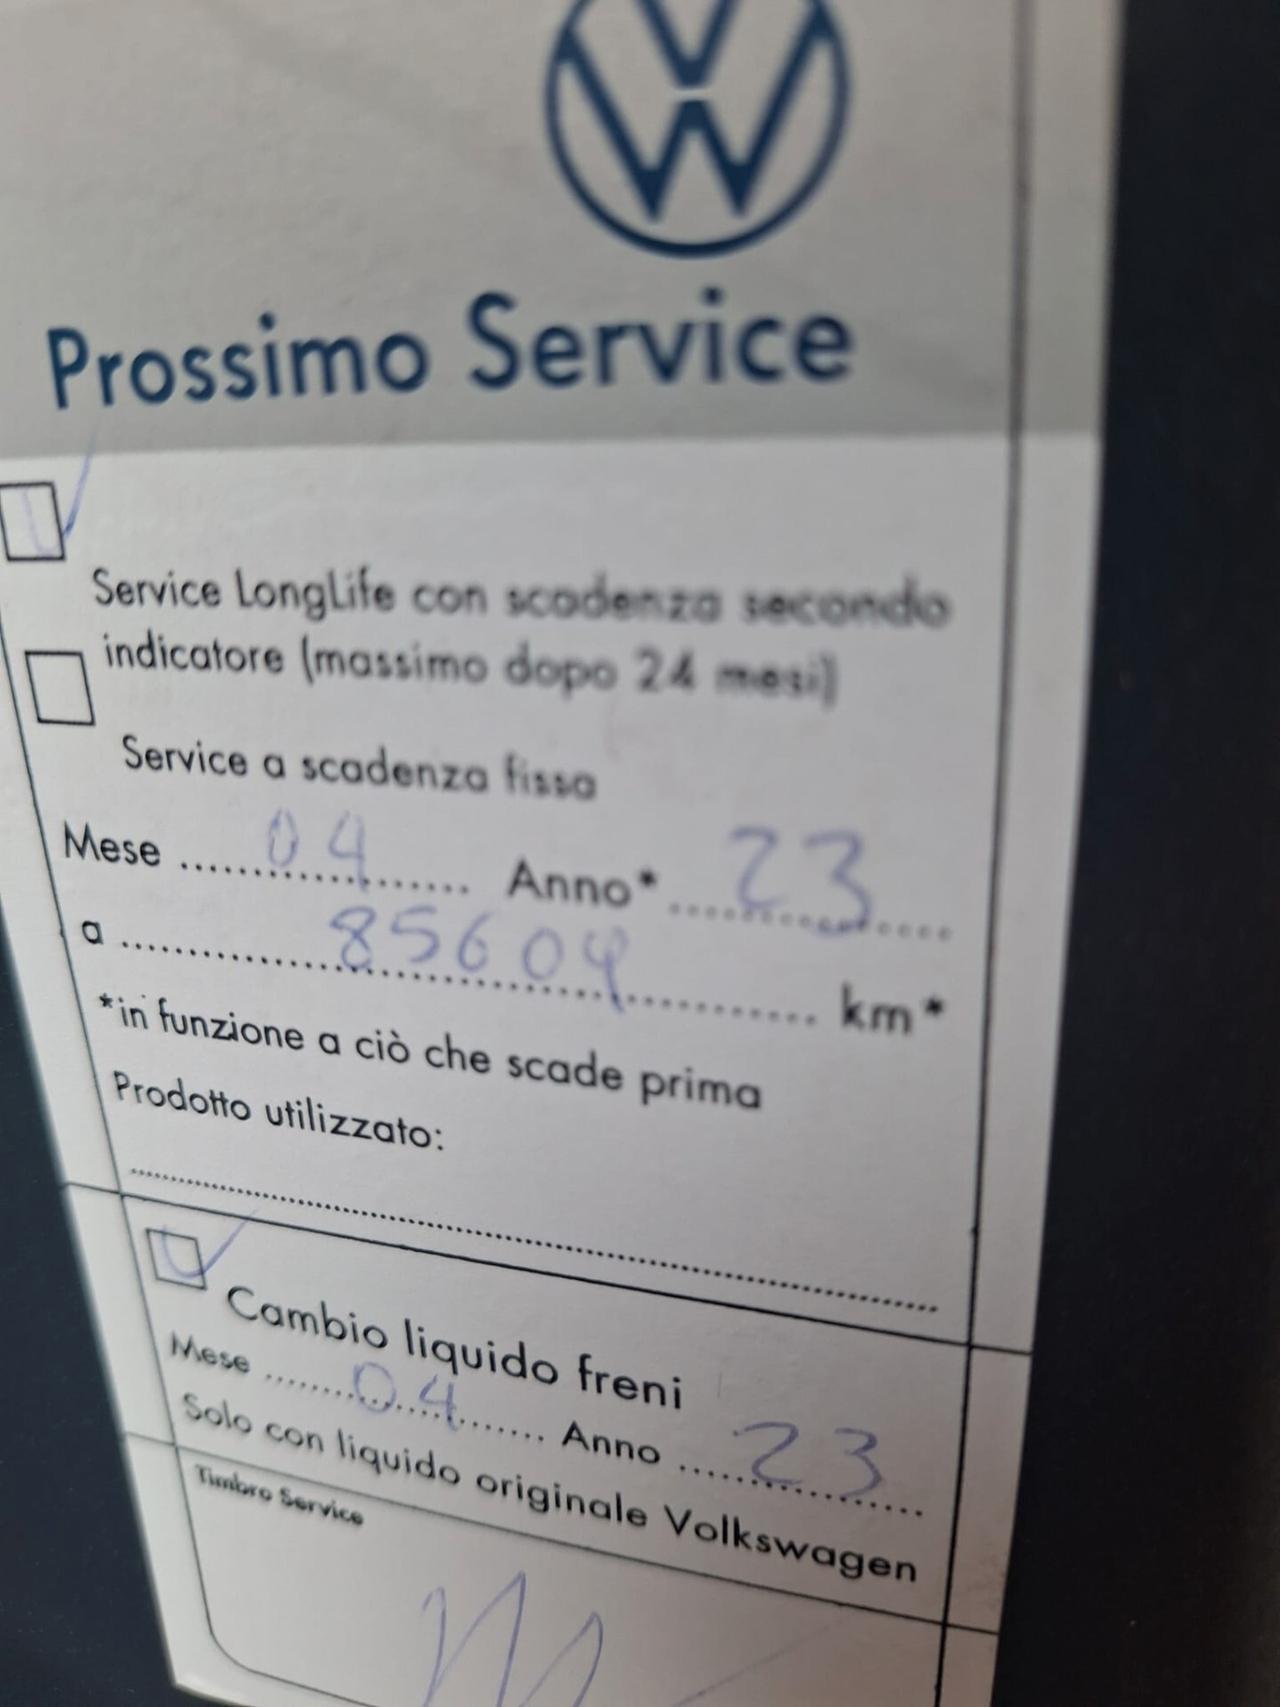 Prossimo Service
Service LongLife con scadenza secondo
indicatore (massimo dopo 24 mesi)
Service a scadenza fissa
Mese ......04...... Anno* ......23......
a ......85604...... km*
*in funzione a ciò che scade prima
Prodotto utilizzato:
Cambio liquido freni
Mese ......04...... Anno ......23......
Solo con liquido originale Volkswagen
Timbro Service